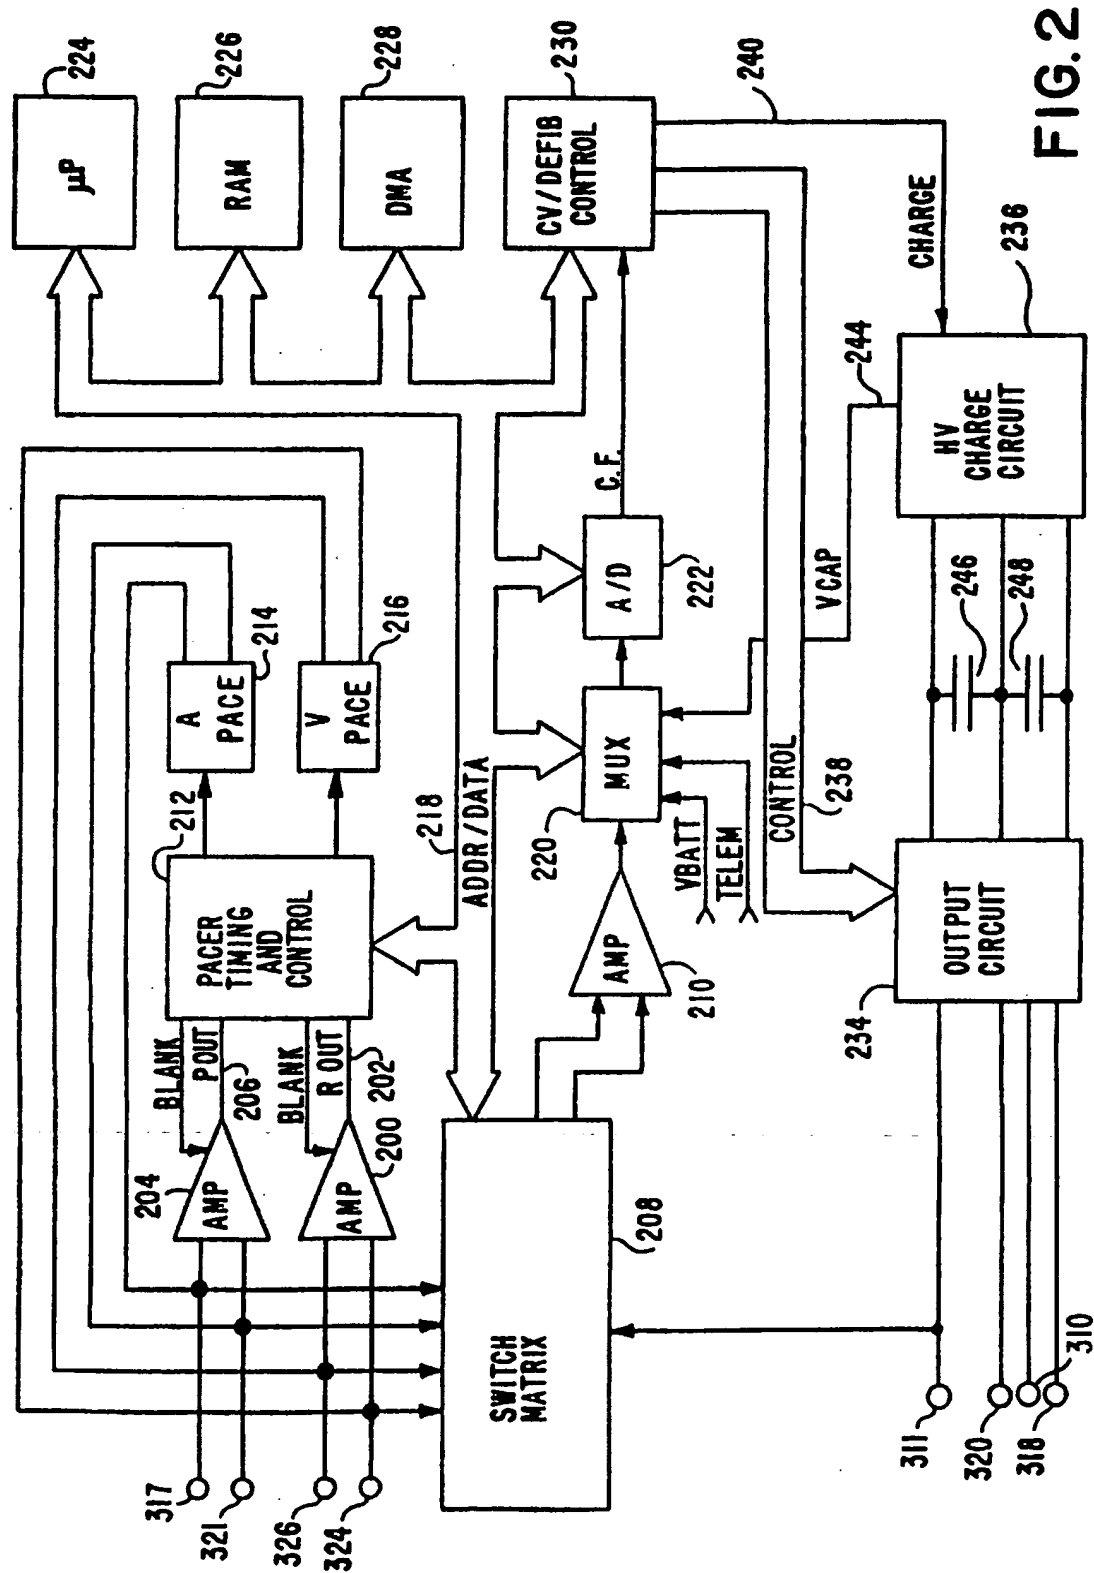 317
321
326
324
204
AMP
BLANK
P OUT
206
AMP
200
BLANK
R OUT
202
PACER
TIMING
AND
CONTROL
212
A
PACE
214
V
PACE
216
218
ADDR/DATA
μP
224
RAM
226
DMA
228
CV/DEFIB
CONTROL
230
SWITCH
MATRIX
208
AMP
210
MUX
220
A/D
222
C.F.
VBATT
TELEM
CONTROL
238
VCAP
244
240
CHARGE
HV
CHARGE
CIRCUIT
236
246
248
OUTPUT
CIRCUIT
234
311
320
318
310
FIG. 2